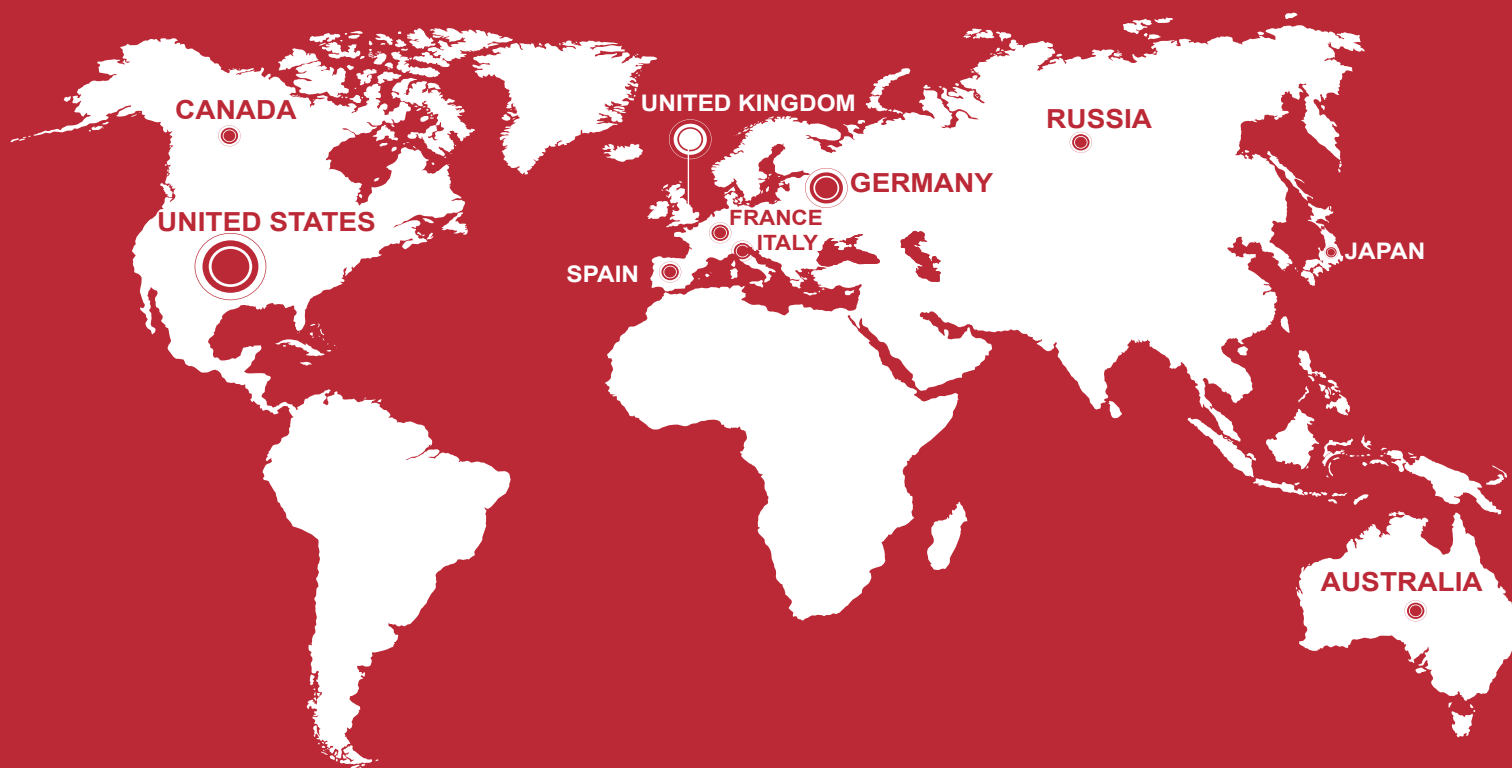 CANADA
UNITED KINGDOM
RUSSIA
GERMANY
UNITED STATES
FRANCE
ITALY
SPAIN
JAPAN
AUSTRALIA